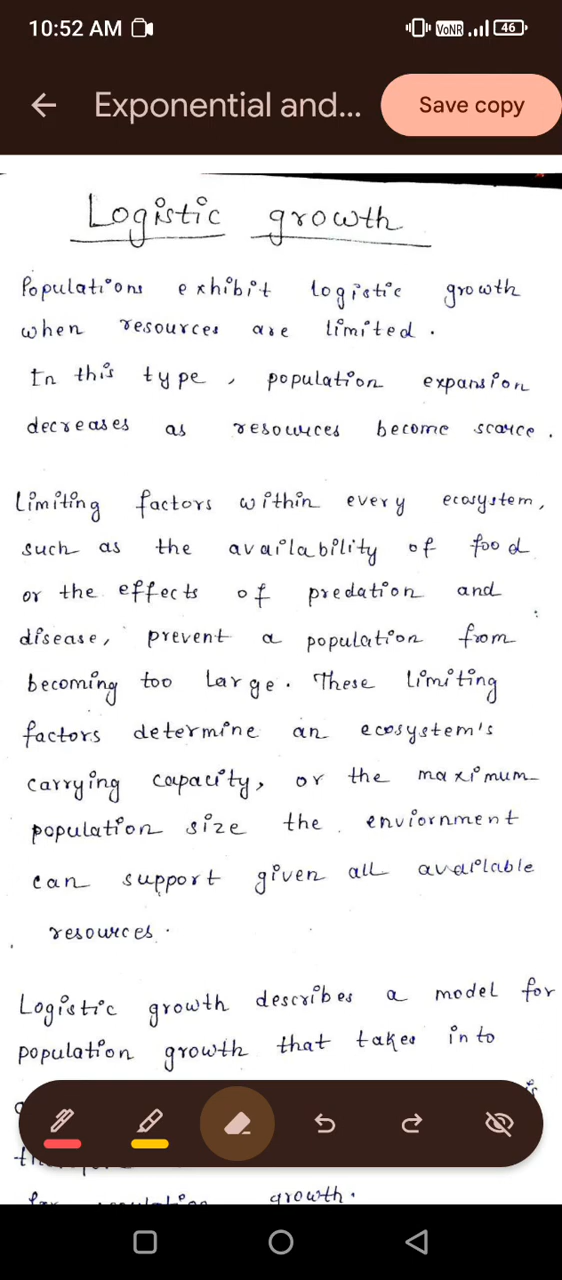 10:52 AM
VoNR 46
Exponential and...
Save copy
Logistic growth
Populations exhibit logistic growth
when resources are limited.
In this type, population expansion
decreases as resources become scarce.
Limiting factors within every ecosystem,
such as the availability of food
or the effects of predation and
disease, prevent a population from
becoming too large. These limiting
factors determine an ecosystem's
carrying capacity, or the maximum
population size the enviornment
can support given all available
resources.
Logistic growth describes a model for
population growth that takes into
growth.